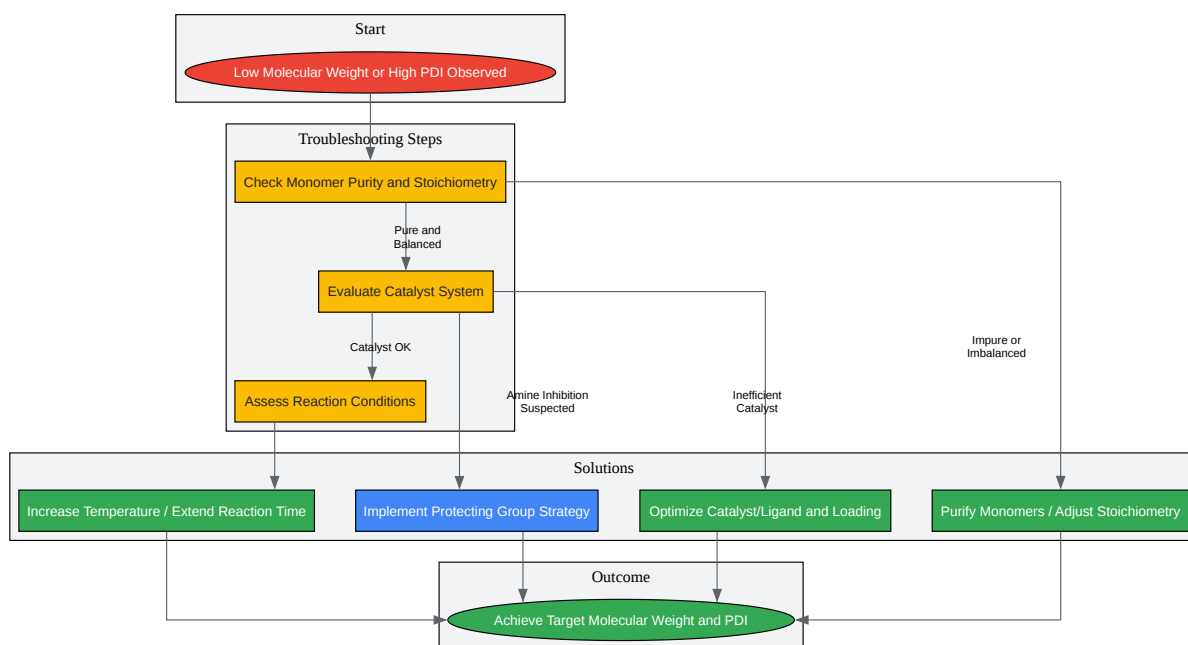 Start
Low Molecular Weight or High PDI Observed
Troubleshooting Steps
Check Monomer Purity and Stoichiometry
Pure and
Balanced
Evaluate Catalyst System
Catalyst OK
Impure or
Imbalanced
Assess Reaction Conditions
Amine Inhibition
Suspected
Inefficient
Catalyst
Solutions
Increase Temperature / Extend Reaction Time
Implement Protecting Group Strategy
Optimize Catalyst/Ligand and Loading
Purify Monomers / Adjust Stoichiometry
Outcome
Achieve Target Molecular Weight and PDI